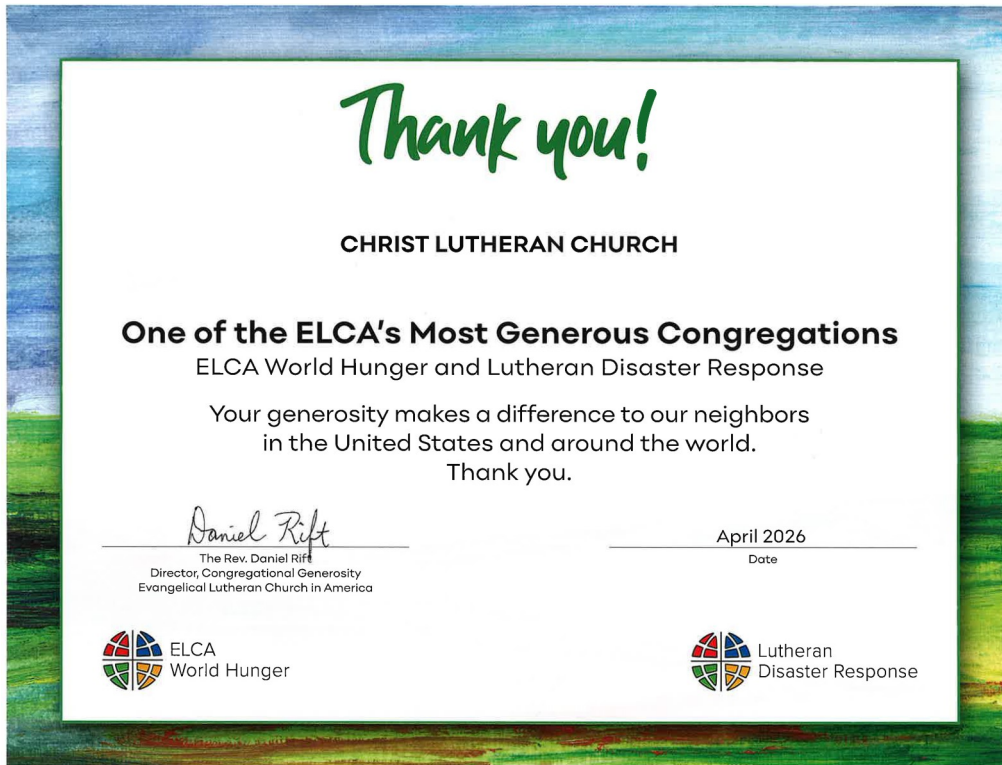 Thank you!
CHRIST LUTHERAN CHURCH
One of the ELCA's Most Generous Congregations
ELCA World Hunger and Lutheran Disaster Response
Your generosity makes a difference to our neighbors
in the United States and around the world.
Thank you.
Daniel Rift
The Rev. Daniel Rift
Director, Congregational Generosity
Evangelical Lutheran Church in America
April 2026
Date
ELCA
World Hunger
Lutheran
Disaster Response